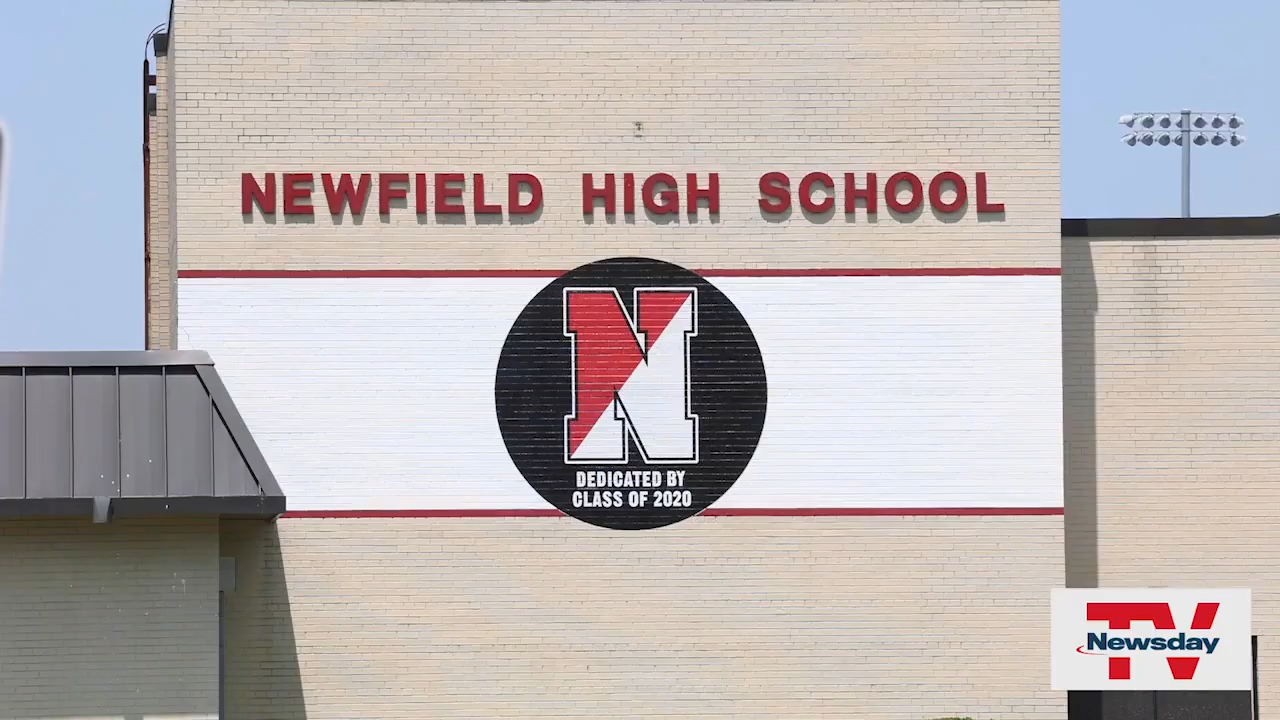 NEWFIELD HIGH SCHOOL
N
DEDICATED BY
CLASS OF 2020
TV
Newsday